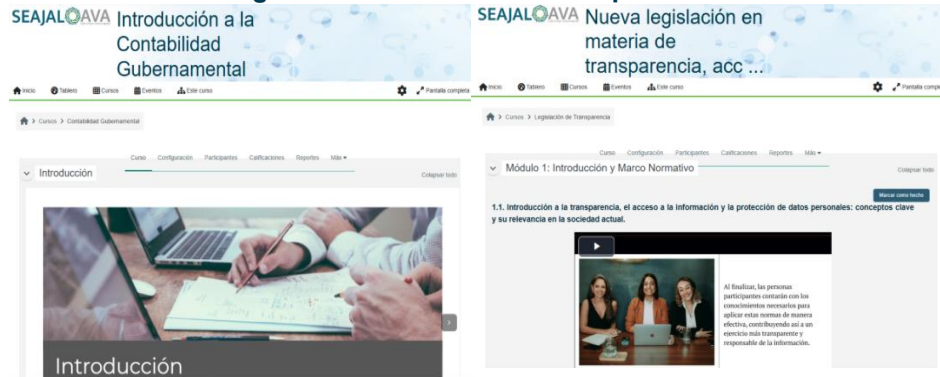 SEAJAL AVA
Introducción a la
Contabilidad
Gubernamental
Inicio Tablero Cursos Eventos Este curso Pantalla completa
> Cursos > Contabilidad Gubernamental
Curso Configuración Participantes Calificaciones Reportes Más
Introducción
Colapsar todo
Introducción
SEAJAL AVA
Nueva legislación en
materia de
transparencia, acc ...
Inicio Tablero Cursos Eventos Este curso Pantalla compl
> Cursos > Legislación de Transparencia
Curso Configuración Participantes Calificaciones Reportes Más
Módulo 1: Introducción y Marco Normativo
Colapsar todo
Marcar como hecho
1.1. Introducción a la transparencia, el acceso a la información y la protección de datos personales: conceptos clave
y su relevancia en la sociedad actual.
Al finalizar, las personas
participantes contarán con los
conocimientos necesarios para
aplicar estas normas de manera
efectiva, contribuyendo así a un
ejercicio más transparente y
responsable de la información.